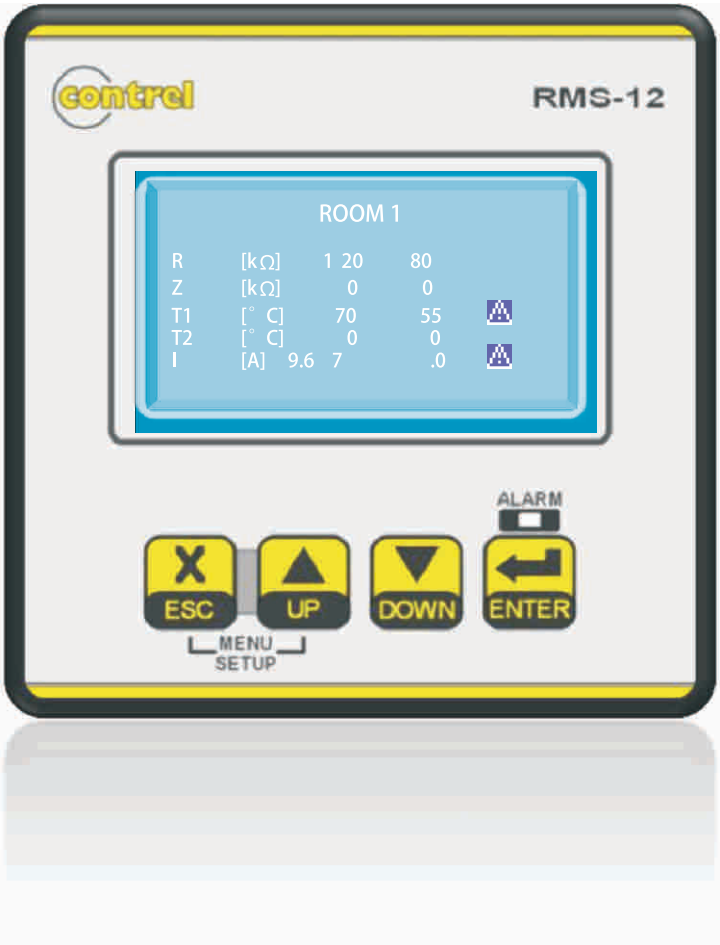 contrel
RMS-12
ROOM 1
R [kΩ] 1 20 80
Z [kΩ] 0 0
T1 [° C] 70 55
T2 [° C] 0 0
I [A] 9.6 7 .0
ALARM
X
ESC UP DOWN ENTER
MENU
SETUP